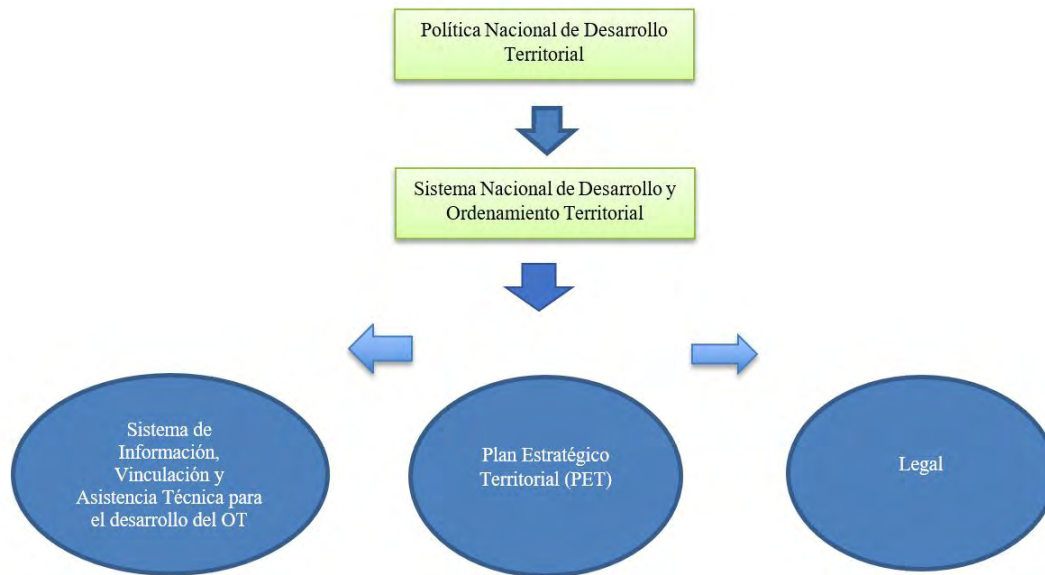 Política Nacional de Desarrollo
Territorial
Sistema Nacional de Desarrollo y
Ordenamiento Territorial
Sistema de
Información,
Vinculación y
Asistencia Técnica para
el desarrollo del OT
Plan Estratégico
Territorial (PET)
Legal